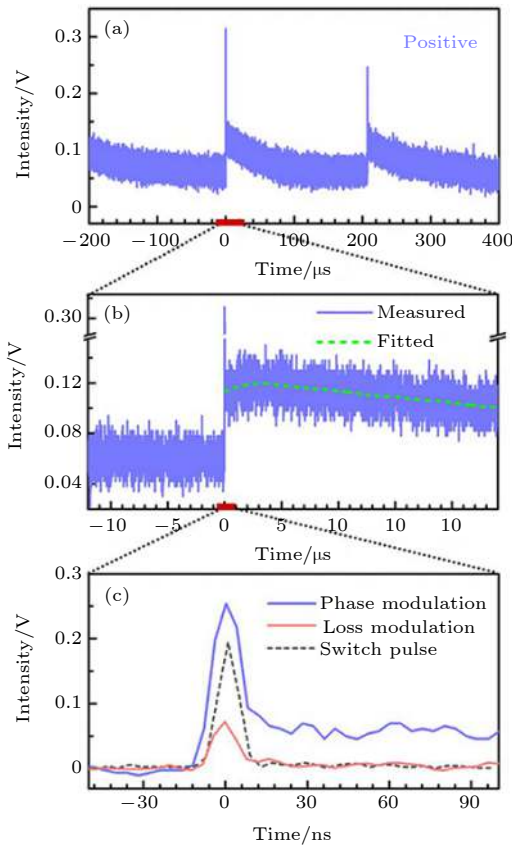 (a)
Positive
Intensity/V
0.3
0.2
0.1
0
−200
−100
0
100
200
300
400
Time/μs
(b)
Measured
Fitted
Intensity/V
0.30
0.12
0.08
0.04
−10
−5
0
5
10
10
10
Time/μs
(c)
Phase modulation
Loss modulation
Switch pulse
Intensity/V
0.3
0.2
0.1
0
−30
0
30
60
90
Time/ns